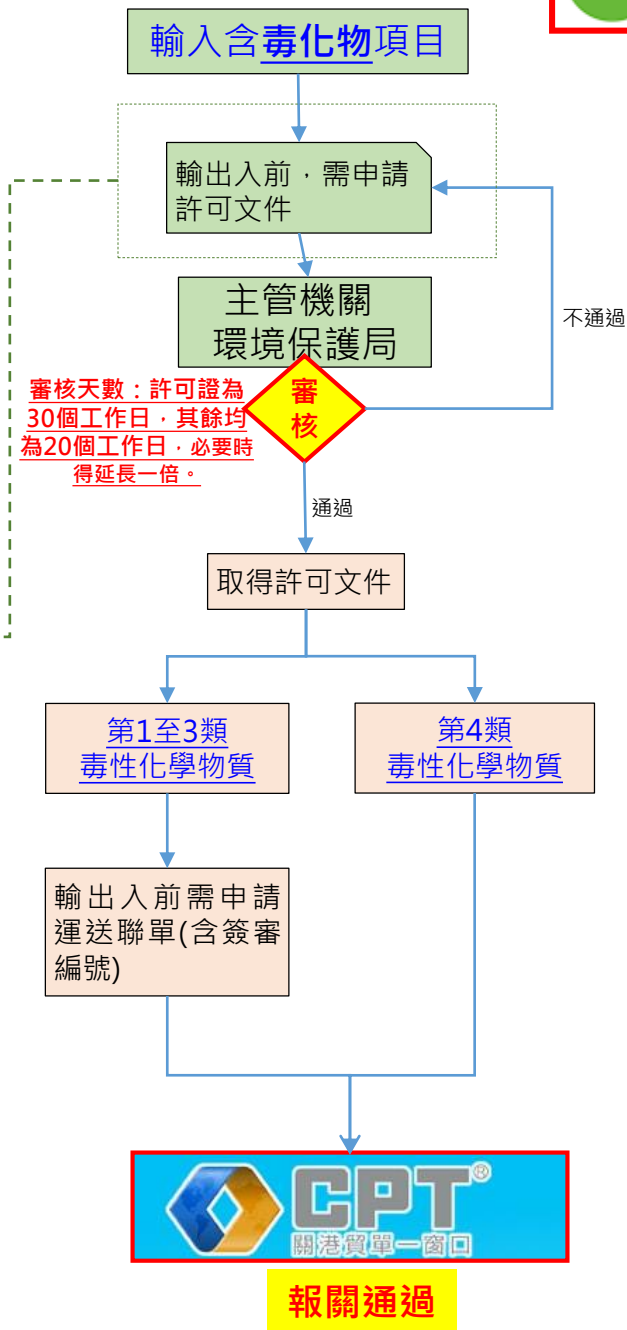 輸入含毒化物項目
輸出入前，需申請
許可文件
主管機關
環境保護局
不通過
審核天數：許可證為
30個工作日，其餘均
為20個工作日，必要時
得延長一倍。
審
核
通過
取得許可文件
第1至3類
毒性化學物質
第4類
毒性化學物質
輸出入前需申請
運送聯單(含簽審
編號)
CPT®
關港貿單一窗口
報關通過